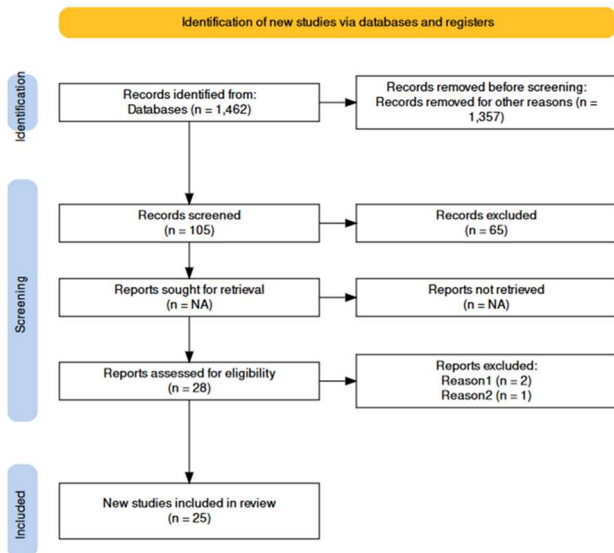 Identification of new studies via databases and registers
Identification
Records identified from:
Databases (n = 1,462)
Records removed before screening:
Records removed for other reasons (n =
1,357)
Screening
Records screened
(n = 105)
Records excluded
(n = 65)
Reports sought for retrieval
(n = NA)
Reports not retrieved
(n = NA)
Reports assessed for eligibility
(n = 28)
Reports excluded:
Reason1 (n = 2)
Reason2 (n = 1)
Included
New studies included in review
(n = 25)